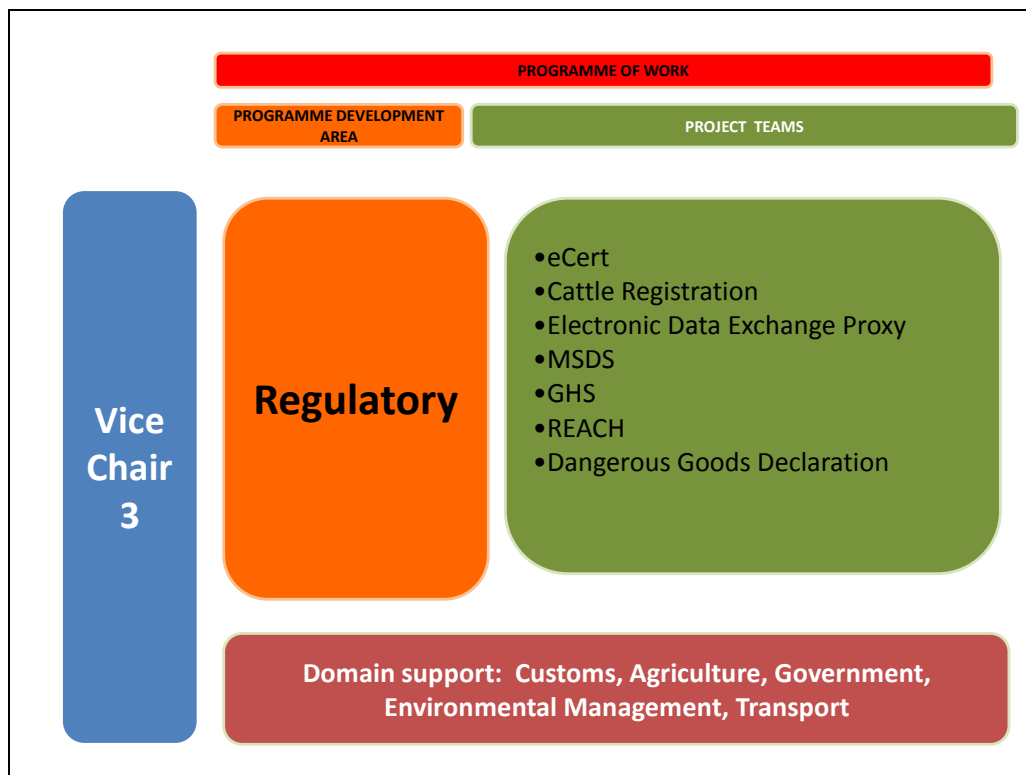 PROGRAMME OF WORK
PROGRAMME DEVELOPMENT
AREA
PROJECT TEAMS
Vice
Chair
3
Regulatory
•eCert
•Cattle Registration
•Electronic Data Exchange Proxy
•MSDS
•GHS
•REACH
•Dangerous Goods Declaration
Domain support: Customs, Agriculture, Government,
Environmental Management, Transport